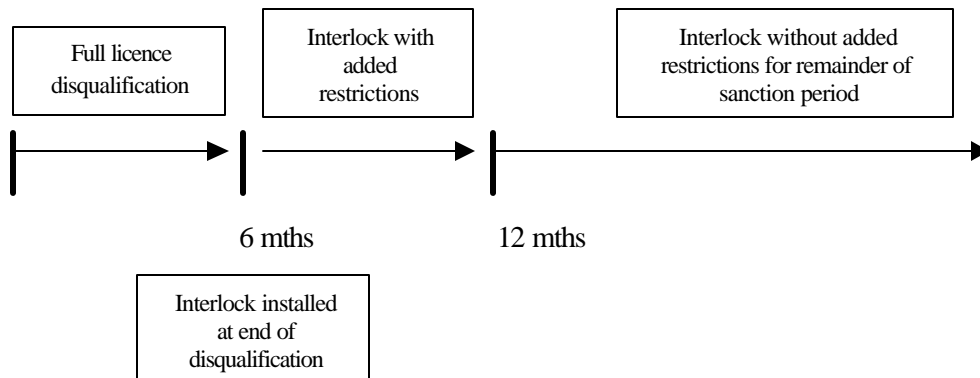 Full licence
disqualification
Interlock with
added
restrictions
Interlock without added
restrictions for remainder of
sanction period
6 mths
12 mths
Interlock installed
at end of
disqualification